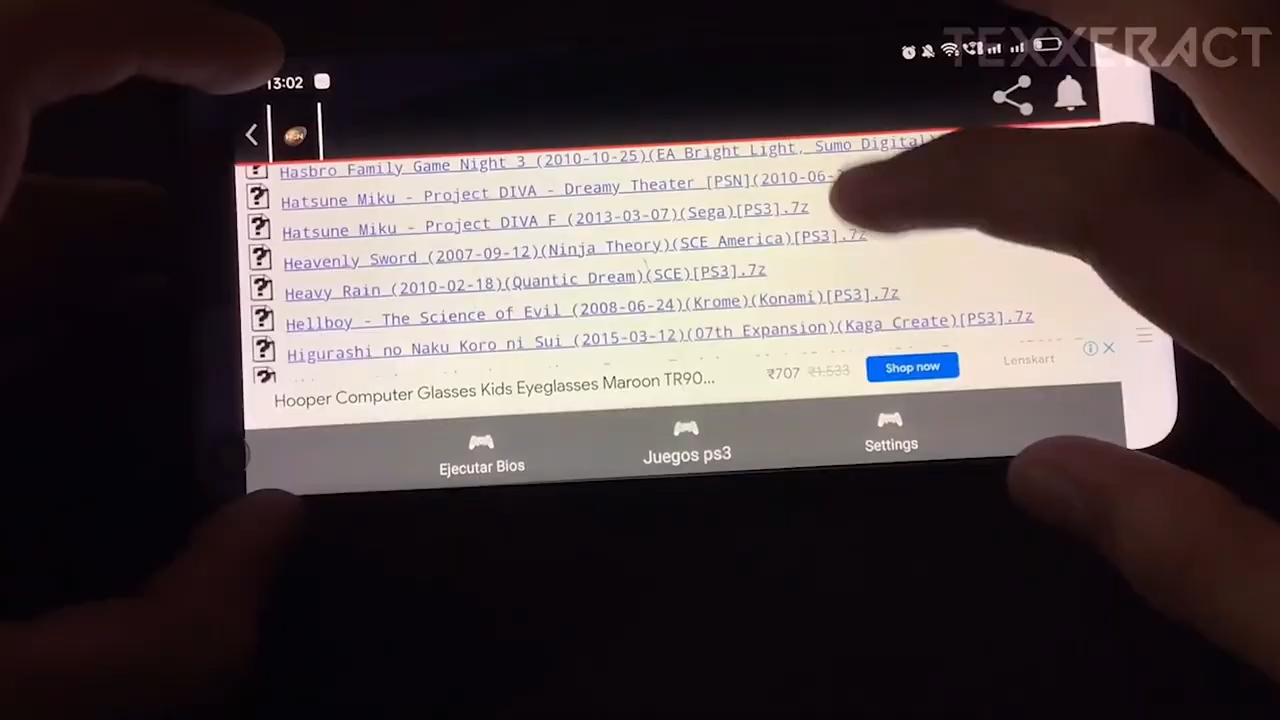 TEXXERACT
13:02
Hasbro Family Game Night 3 (2010-10-25)(EA Bright Light, Sumo Digital)
Hatsune Miku - Project DIVA - Dreamy Theater [PSN](2010-06-
Hatsune Miku - Project DIVA F (2013-03-07)(Sega)[PS3].7z
Heavenly Sword (2007-09-12)(Ninja Theory)(SCE America)[PS3].7z
Heavy Rain (2010-02-18)(Quantic Dream)(SCE)[PS3].7z
Hellboy - The Science of Evil (2008-06-24)(Krome)(Konami)[PS3].7z
Higurashi no Naku Koro ni Sui (2015-03-12)(07th Expansion)(Kaga Create)[PS3].7z
Hooper Computer Glasses Kids Eyeglasses Maroon TR90... ₹707 ₹1,533 Shop now Lenskart
Ejecutar Bios Juegos ps3 Settings